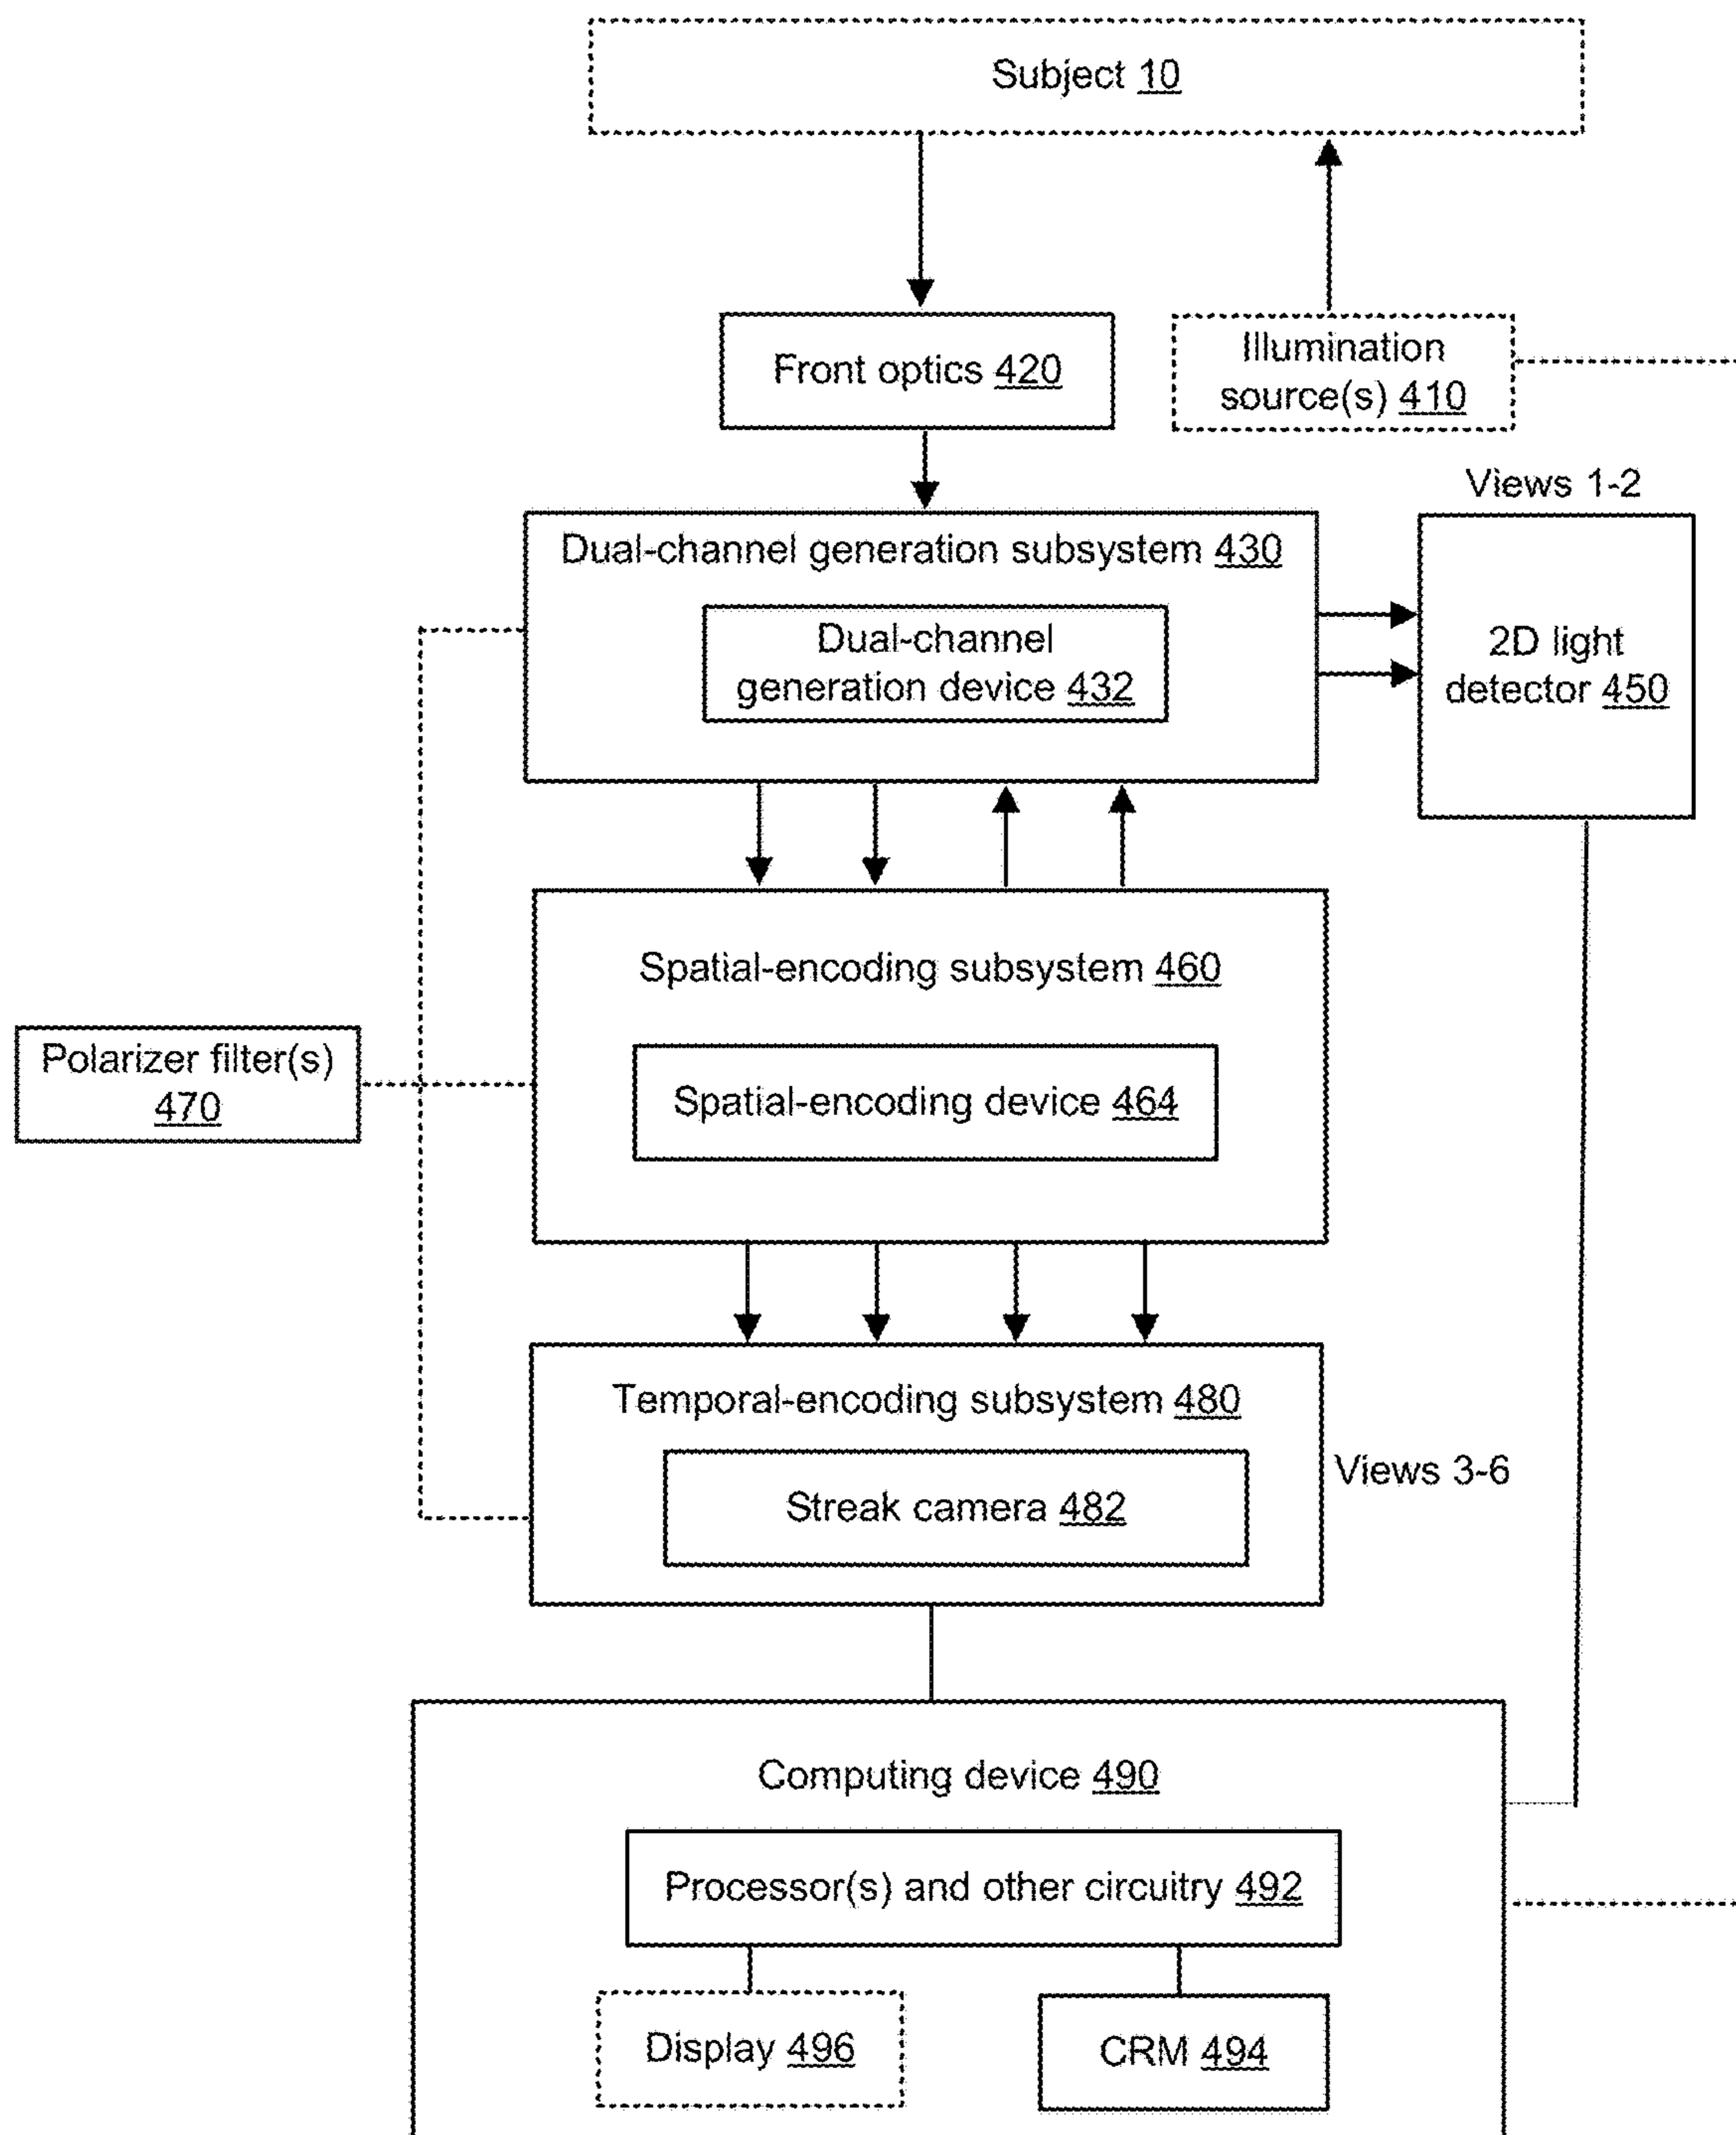 Subject 10
Front optics 420
Illumination
source(s) 410
Views 1-2
Dual-channel generation subsystem 430
Dual-channel
generation device 432
2D light
detector 450
Spatial-encoding subsystem 460
Polarizer filter(s)
470
Spatial-encoding device 464
Temporal-encoding subsystem 480
Views 3-6
Streak camera 482
Computing device 490
Processor(s) and other circuitry 492
Display 496
CRM 494